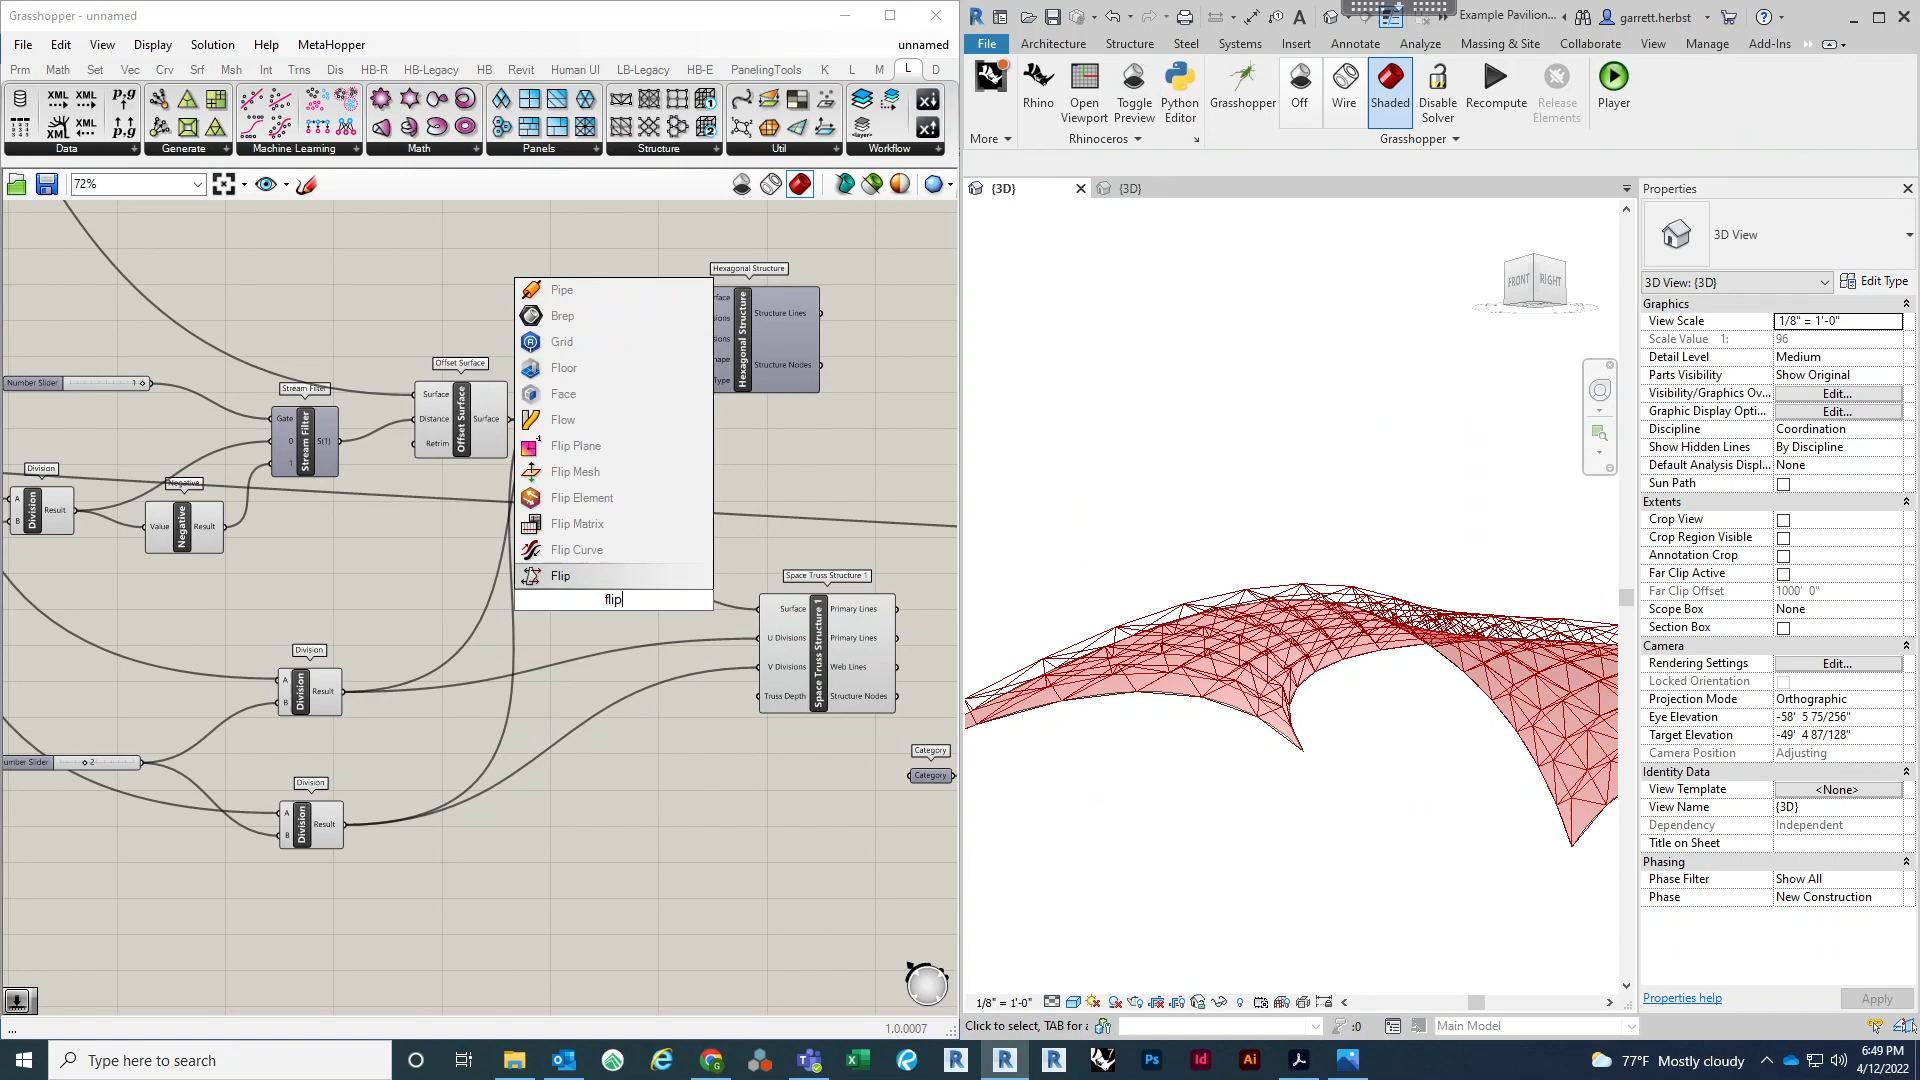 Grasshopper - unnamed
File Edit View Display Solution Help MetaHopper unnamed
Prm Math Set Vec Crv Srf Msh Int Trns Dis HB-R HB-Legacy HB Revit Human UI LB-Legacy HB-E PanelingTools K L M L D
Data Generate Machine Learning Math Panels Structure Util Workflow
72%
Number Slider 1
Division
A
B
Division
Result
Negative
Value
Negative
Result
Stream Filter
Gate
0
1
Stream Filter
S(1)
Offset Surface
Surface
Distance
Retrim
Offset Surface
Surface
Pipe
Brep
Grid
Floor
Face
Flow
Flip Plane
Flip Mesh
Flip Element
Flip Matrix
Flip Curve
Flip
flip
Hexagonal Structure
Hexagonal Structure
Structure Lines
Structure Nodes
Type
Space Truss Structure 1
Surface
U Divisions
V Divisions
Truss Depth
Space Truss Structure 1
Primary Lines
Primary Lines
Web Lines
Structure Nodes
Division
A
B
Division
Result
umber Slider 2
Division
A
B
Division
Result
Category
Category
... 1.0.0007
Example Pavilion... garrett.herbst
File Architecture Structure Steel Systems Insert Annotate Analyze Massing & Site Collaborate View Manage Add-Ins
More
Rhino
Open Viewport
Toggle Preview
Python Editor
Grasshopper
Off
Wire
Shaded
Disable Solver
Recompute
Release Elements
Player
Rhinoceros Grasshopper
{3D} {3D}
FRONT RIGHT
Properties
3D View
3D View: {3D} Edit Type
Graphics
View Scale 1/8" = 1'-0"
Scale Value 1: 96
Detail Level Medium
Parts Visibility Show Original
Visibility/Graphics Ov... Edit...
Graphic Display Opti... Edit...
Discipline Coordination
Show Hidden Lines By Discipline
Default Analysis Displ... None
Sun Path
Extents
Crop View
Crop Region Visible
Annotation Crop
Far Clip Active
Far Clip Offset 1000' 0"
Scope Box None
Section Box
Camera
Rendering Settings Edit...
Locked Orientation
Projection Mode Orthographic
Eye Elevation -58' 5 75/256"
Target Elevation -49' 4 87/128"
Camera Position Adjusting
Identity Data
View Template <None>
View Name {3D}
Dependency Independent
Title on Sheet
Phasing
Phase Filter Show All
Phase New Construction
Properties help Apply
1/8" = 1'-0"
Click to select, TAB for a :0 Main Model
Type here to search
77°F Mostly cloudy
6:49 PM
4/12/2022